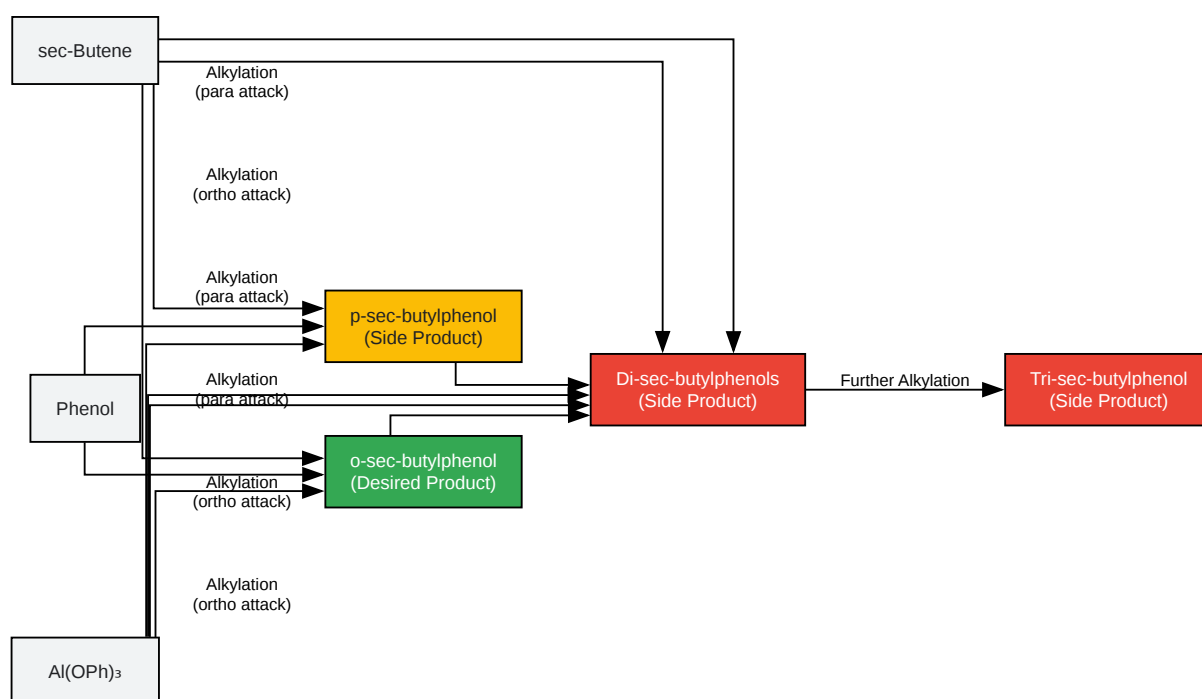 sec-Butene
Alkylation
(para attack)
Alkylation
(ortho attack)
Alkylation
(para attack)
p-sec-butylphenol
(Side Product)
Di-sec-butylphenols
(Side Product)
Further Alkylation
Tri-sec-butylphenol
(Side Product)
Phenol
Alkylation
(para attack)
o-sec-butylphenol
(Desired Product)
Alkylation
(ortho attack)
Alkylation
(ortho attack)
Al(OPh)₃